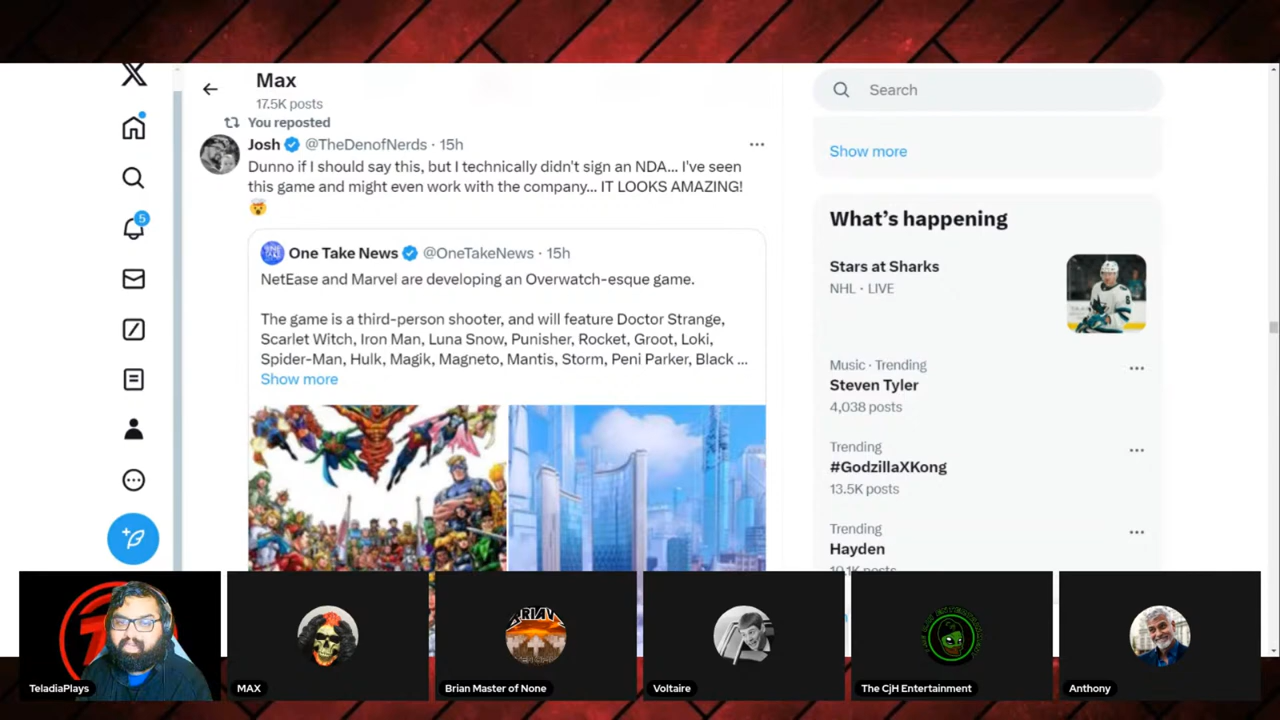 Max
17.5K posts
You reposted
Josh @TheDenofNerds · 15h
Dunno if I should say this, but I technically didn't sign an NDA... I've seen
this game and might even work with the company... IT LOOKS AMAZING!
🤯
One Take News @OneTakeNews · 15h
NetEase and Marvel are developing an Overwatch-esque game.
The game is a third-person shooter, and will feature Doctor Strange,
Scarlet Witch, Iron Man, Luna Snow, Punisher, Rocket, Groot, Loki,
Spider-Man, Hulk, Magik, Magneto, Mantis, Storm, Peni Parker, Black ...
Show more
5
Search
Show more
What's happening
Stars at Sharks
NHL · LIVE
Music · Trending
Steven Tyler
4,038 posts
Trending
#GodzillaXKong
13.5K posts
Trending
Hayden
10.1K posts
TeladiaPlays
MAX
Brian Master of None
Voltaire
The CjH Entertainment
Anthony